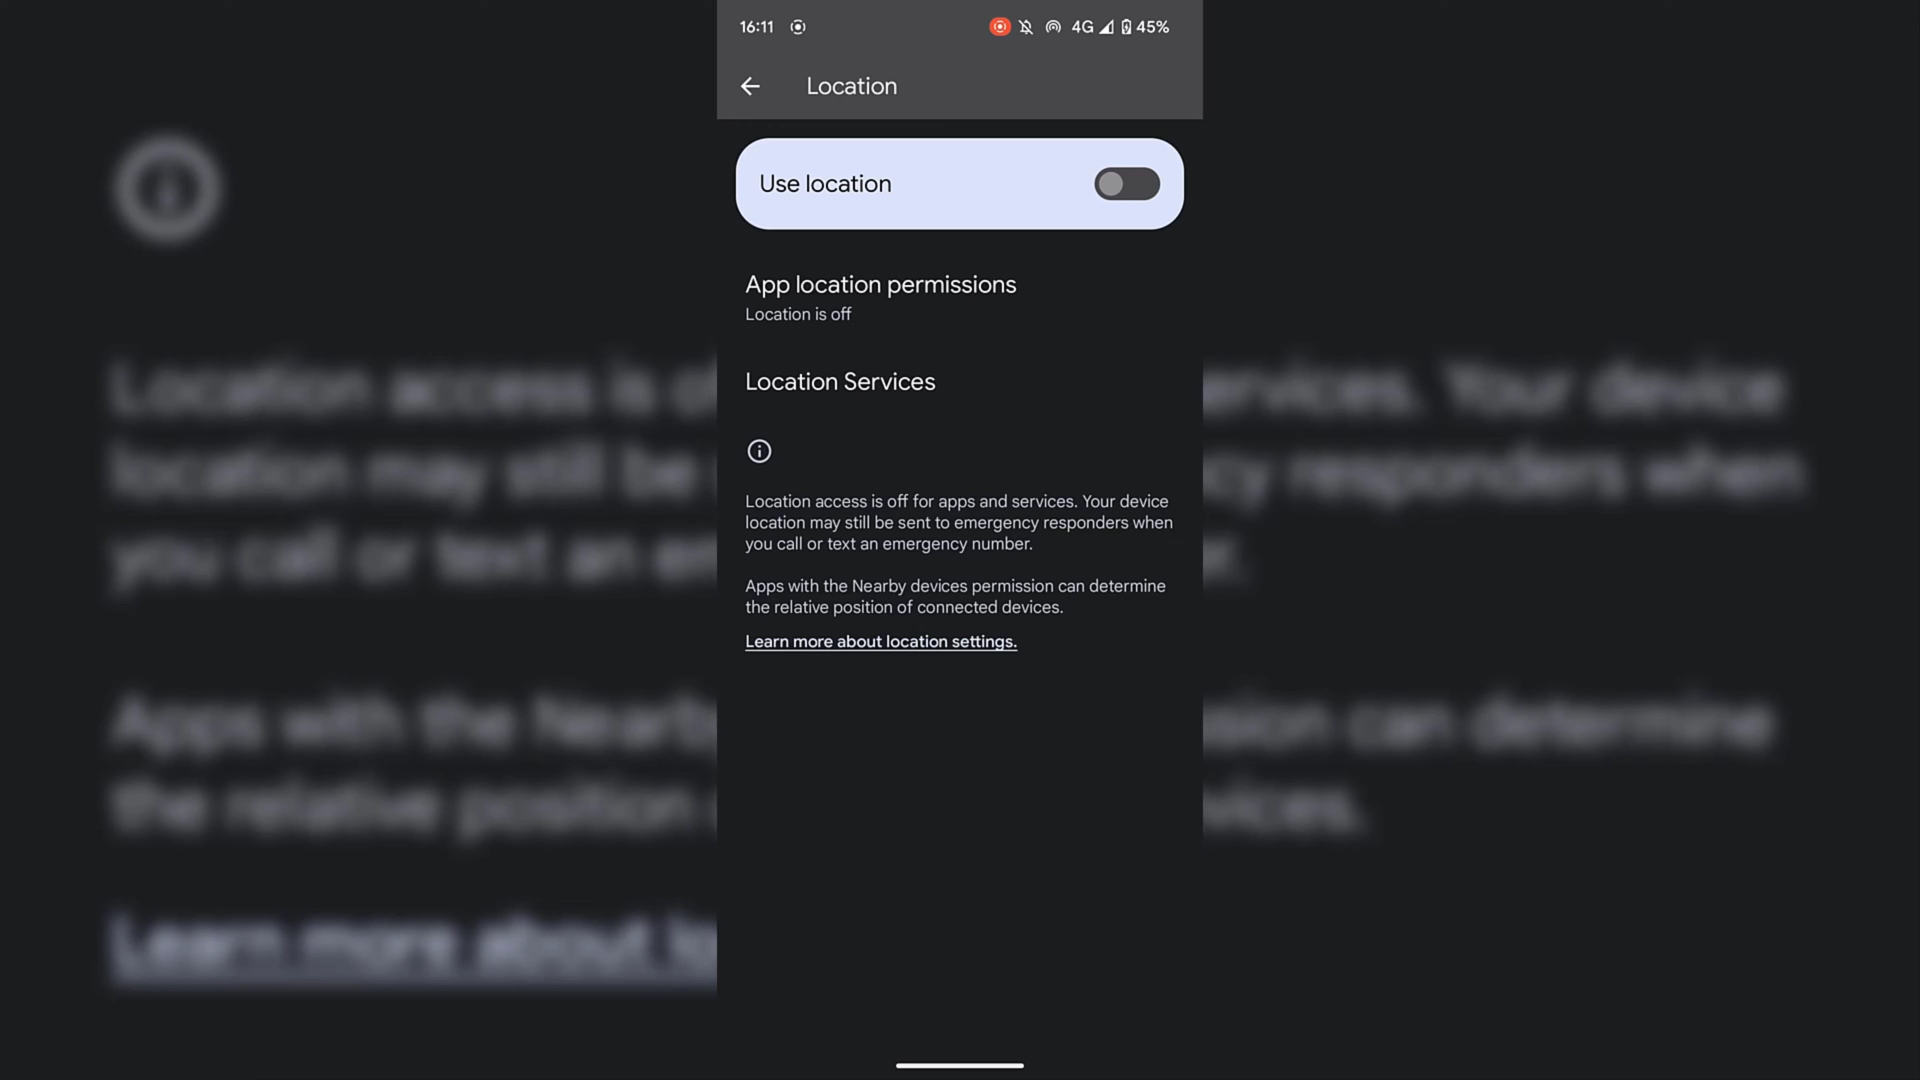 16:11 4G 45%
Location
Use location
App location permissions
Location is off
Location Services
Location access is off for apps and services. Your device
location may still be sent to emergency responders when
you call or text an emergency number.
Apps with the Nearby devices permission can determine
the relative position of connected devices.
Learn more about location settings.